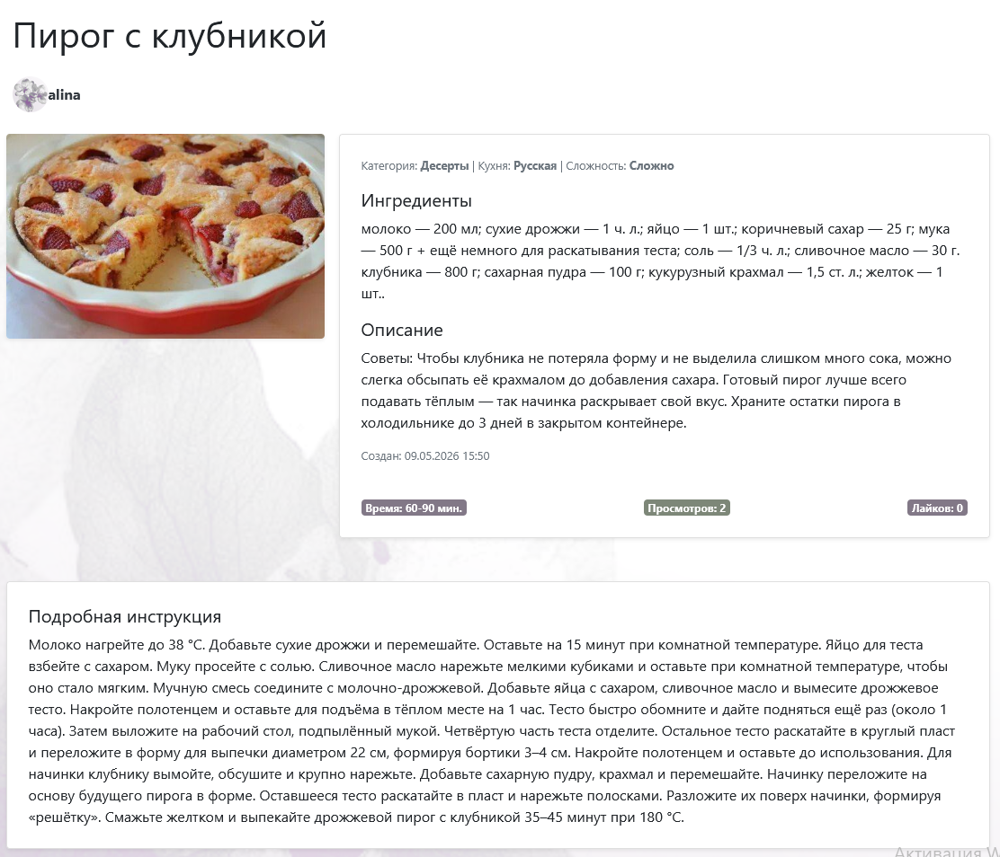 Пирог с клубникой
alina
Категория: Десерты | Кухня: Русская | Сложность: Сложно
Ингредиенты
молоко — 200 мл; сухие дрожжи — 1 ч. л.; яйцо — 1 шт.; коричневый сахар — 25 г; мука
— 500 г + ещё немного для раскатывания теста; соль — 1/3 ч. л.; сливочное масло — 30 г.
клубника — 800 г; сахарная пудра — 100 г; кукурузный крахмал — 1,5 ст. л.; желток — 1
шт..
Описание
Советы: Чтобы клубника не потеряла форму и не выделила слишком много сока, можно
слегка обсыпать её крахмалом до добавления сахара. Готовый пирог лучше всего
подавать тёплым — так начинка раскрывает свой вкус. Храните остатки пирога в
холодильнике до 3 дней в закрытом контейнере.
Создан: 09.05.2026 15:50
Время: 60-90 мин. Просмотров: 2 Лайков: 0
Подробная инструкция
Молоко нагрейте до 38 °C. Добавьте сухие дрожжи и перемешайте. Оставьте на 15 минут при комнатной температуре. Яйцо для теста
взбейте с сахаром. Муку просейте с солью. Сливочное масло нарежьте мелкими кубиками и оставьте при комнатной температуре, чтобы
оно стало мягким. Мучную смесь соедините с молочно-дрожжевой. Добавьте яйца с сахаром, сливочное масло и вымесите дрожжевое
тесто. Накройте полотенцем и оставьте для подъёма в тёплом месте на 1 час. Тесто быстро обомните и дайте подняться ещё раз (около 1
часа). Затем выложите на рабочий стол, подпылённый мукой. Четвёртую часть теста отделите. Остальное тесто раскатайте в круглый пласт
и переложите в форму для выпечки диаметром 22 см, формируя бортики 3–4 см. Накройте полотенцем и оставьте до использования. Для
начинки клубнику вымойте, обсушите и крупно нарежьте. Добавьте сахарную пудру, крахмал и перемешайте. Начинку переложите на
основу будущего пирога в форме. Оставшееся тесто раскатайте в пласт и нарежьте полосками. Разложите их поверх начинки, формируя
«решётку». Смажьте желтком и выпекайте дрожжевой пирог с клубникой 35–45 минут при 180 °C.
Активация W